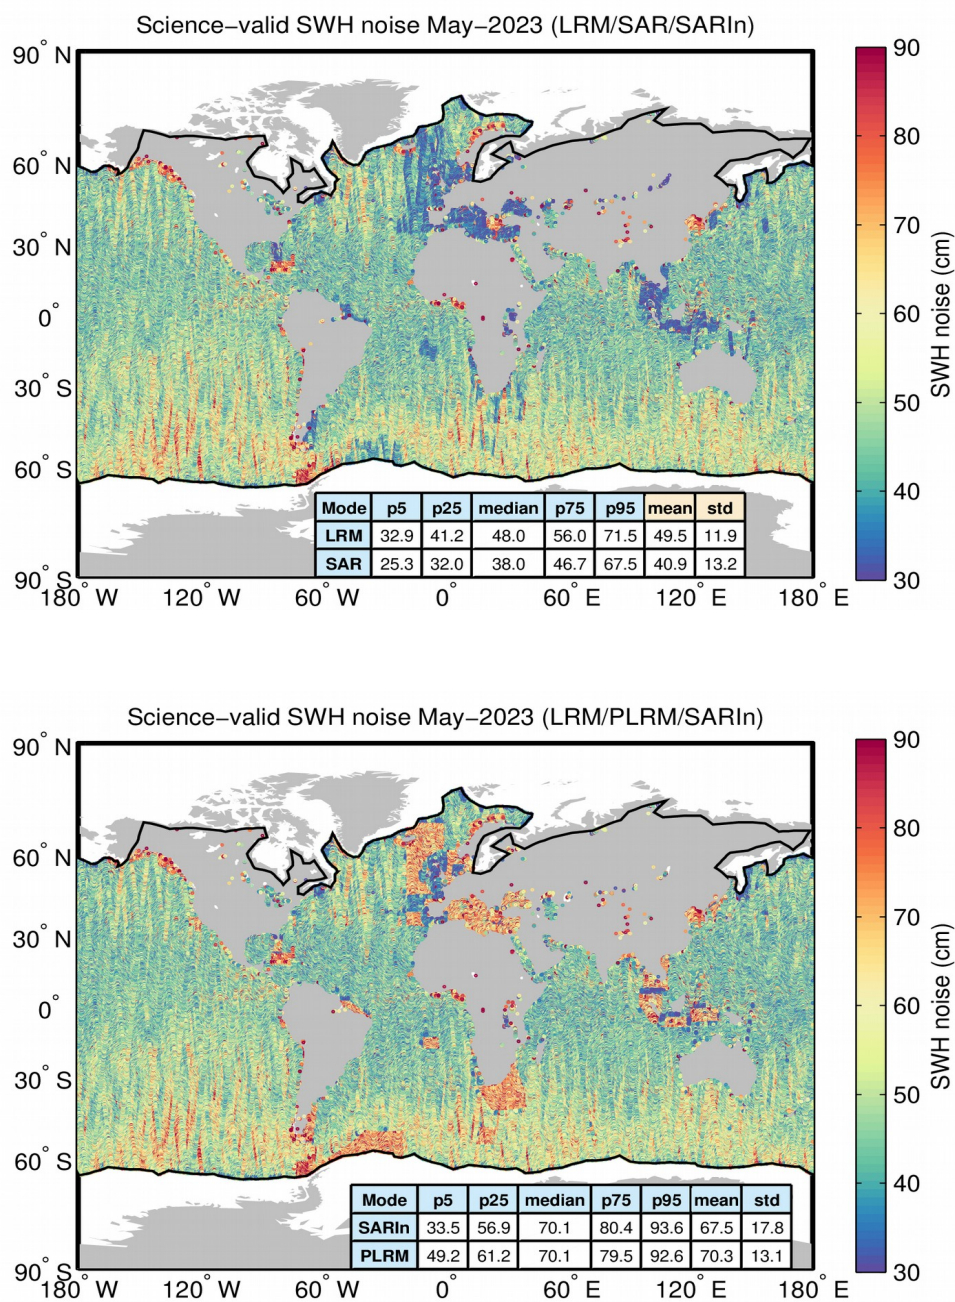 Science−valid SWH noise May−2023 (LRM/SAR/SARIn)
90° N
60° N
30° N
0°
30° S
60° S
90° S
180° W 120° W 60° W 0° 60° E 120° E 180° E
90
80
70
60
50
40
30
SWH noise (cm)
Mode p5 p25 median p75 p95 mean std
LRM 32.9 41.2 48.0 56.0 71.5 49.5 11.9
SAR 25.3 32.0 38.0 46.7 67.5 40.9 13.2
Science−valid SWH noise May−2023 (LRM/PLRM/SARIn)
90° N
60° N
30° N
0°
30° S
60° S
90° S
180° W 120° W 60° W 0° 60° E 120° E 180° E
90
80
70
60
50
40
30
SWH noise (cm)
Mode p5 p25 median p75 p95 mean std
SARIn 33.5 56.9 70.1 80.4 93.6 67.5 17.8
PLRM 49.2 61.2 70.1 79.5 92.6 70.3 13.1